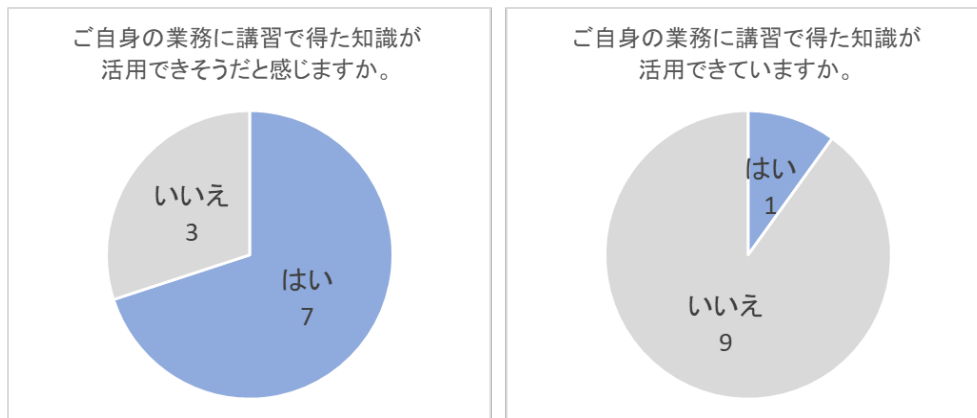 ご自身の業務に講習で得た知識が
活用できそうだと感じますか。
いいえ
3
はい
7
ご自身の業務に講習で得た知識が
活用できていますか。
はい
1
いいえ
9